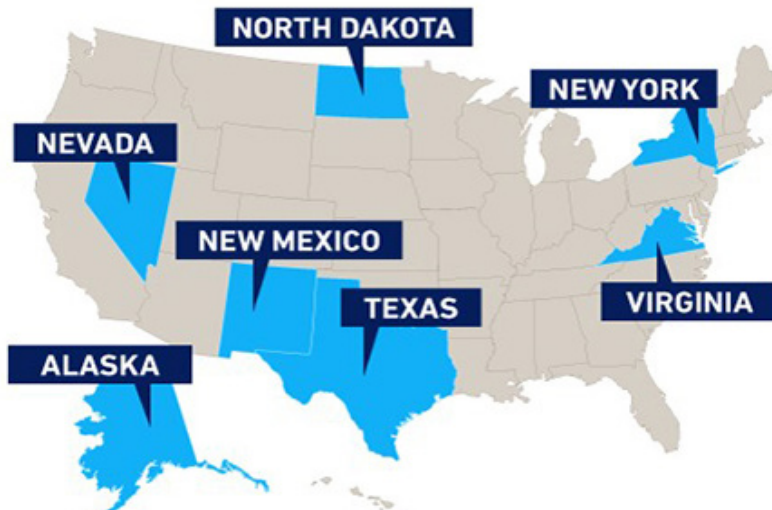 NORTH DAKOTA
NEW YORK
NEVADA
NEW MEXICO
TEXAS
VIRGINIA
ALASKA